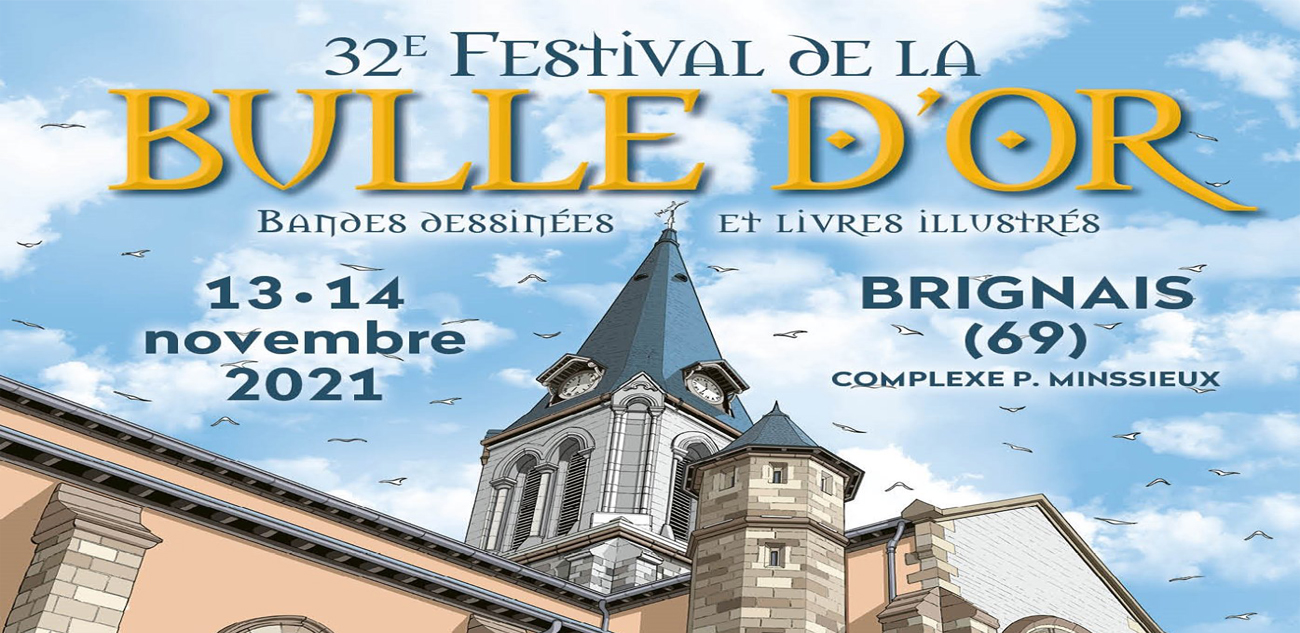 32E FESTIVAL DE LA
BULLE D'OR
BANDES DESSINÉES ET LIVRES ILLUSTRÉS
13•14
novembre
2021
BRIGNAIS
(69)
COMPLEXE P. MINSSIEUX